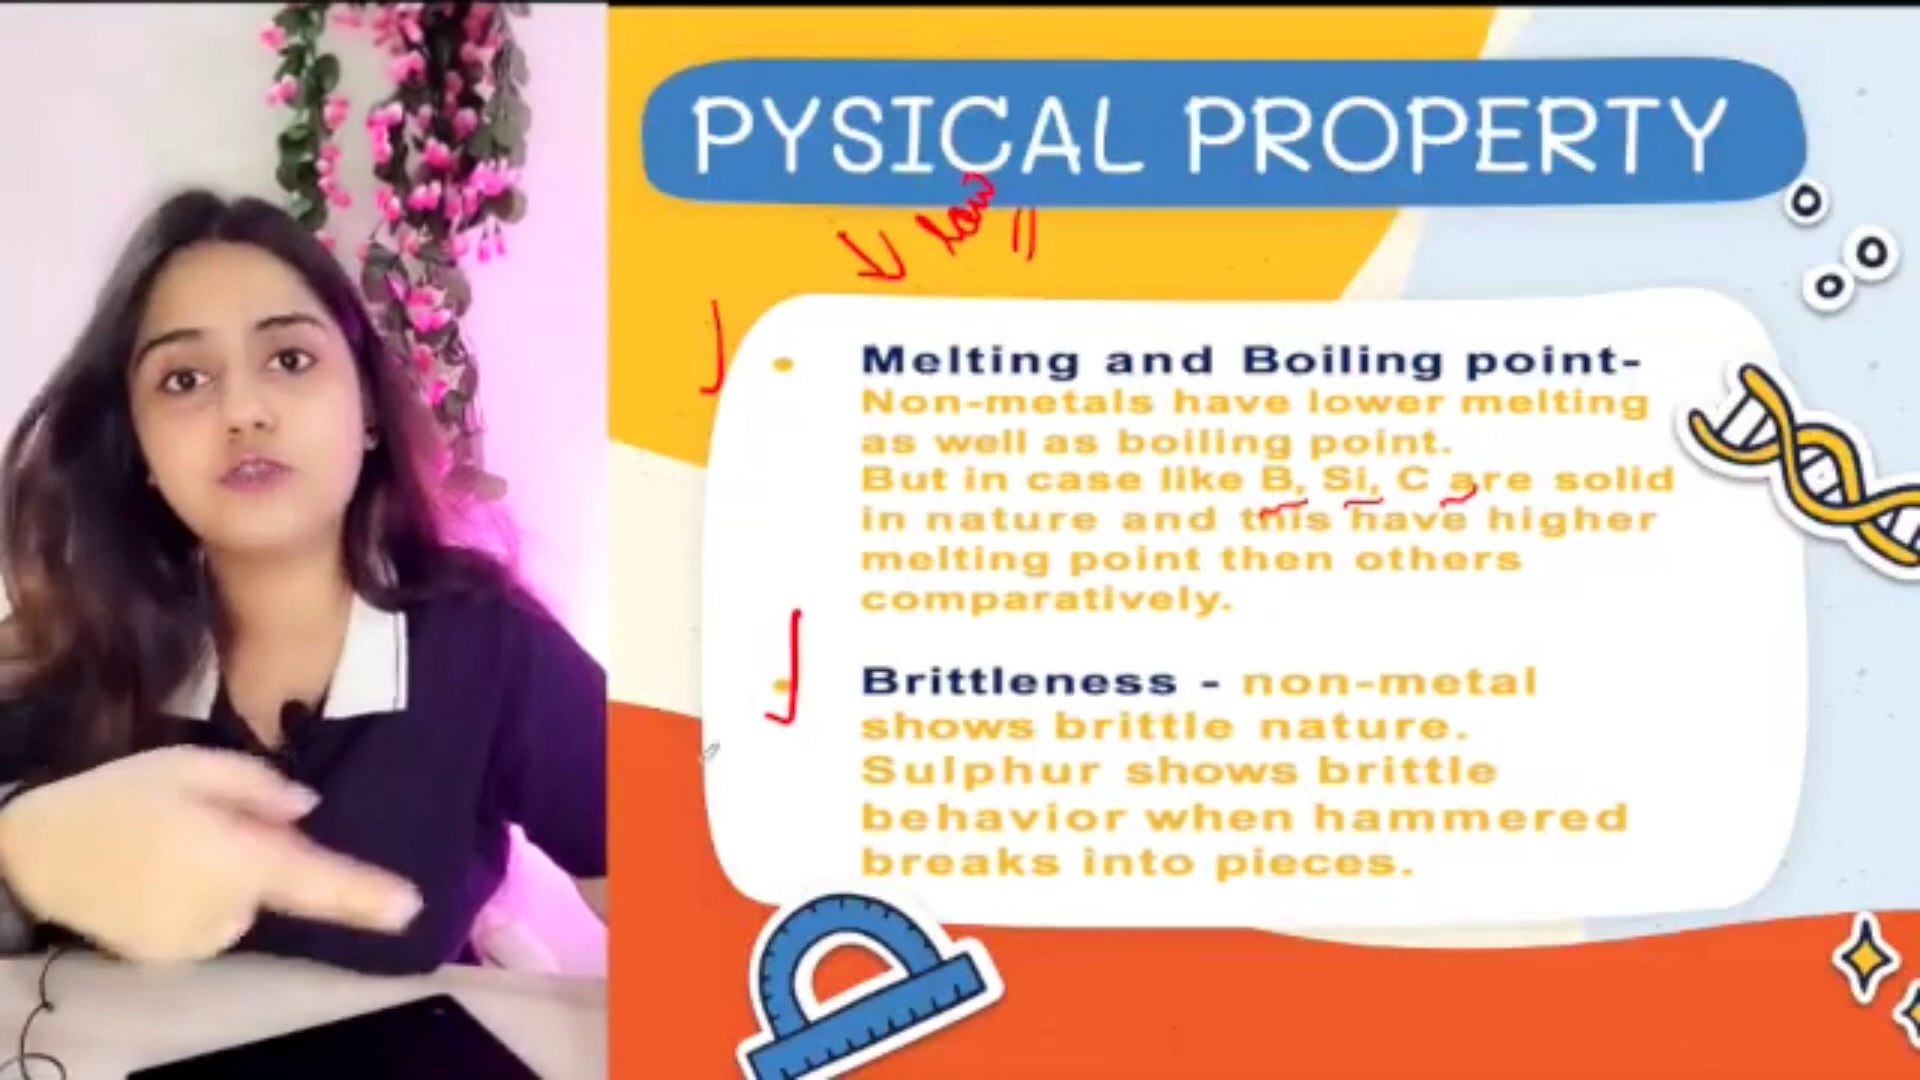 PYSICAL PROPERTY
low
Melting and Boiling point-
Non-metals have lower melting
as well as boiling point.
But in case like B, Si, C are solid
in nature and this have higher
melting point then others
comparatively.
Brittleness - non-metal
shows brittle nature.
Sulphur shows brittle
behavior when hammered
breaks into pieces.